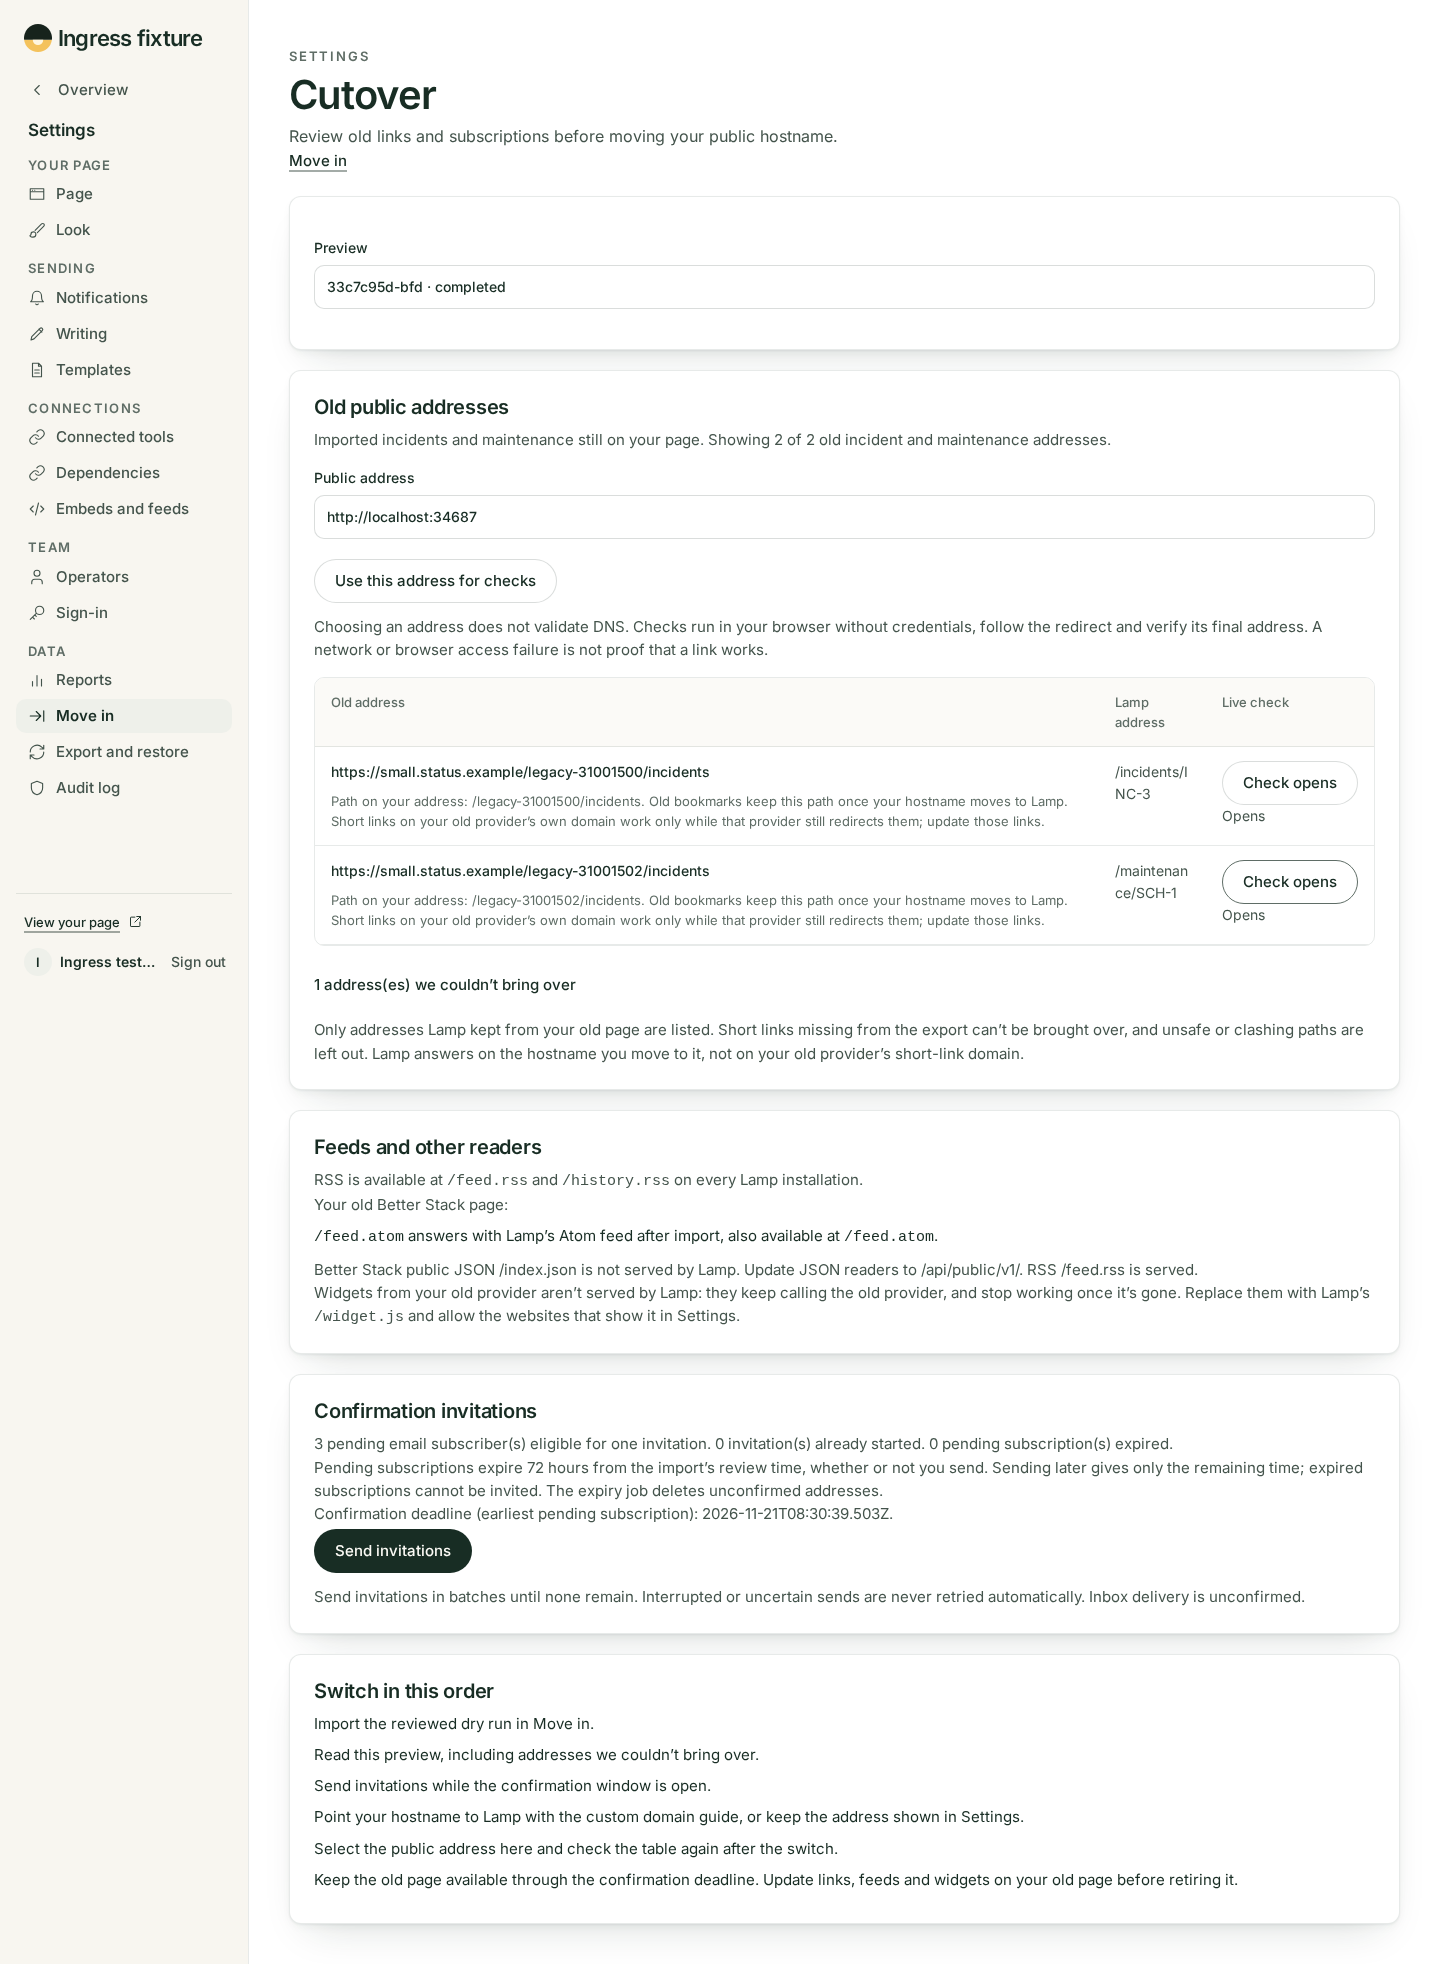 Ingress fixture
Overview
Settings
YOUR PAGE
Page
Look
SENDING
Notifications
Writing
Templates
CONNECTIONS
Connected tools
Dependencies
Embeds and feeds
TEAM
Operators
Sign-in
DATA
Reports
Move in
Export and restore
Audit log
View your page
I
Ingress test…
Sign out
SETTINGS
Cutover
Review old links and subscriptions before moving your public hostname.
Move in
Preview
33c7c95d-bfd · completed
Old public addresses
Imported incidents and maintenance still on your page. Showing 2 of 2 old incident and maintenance addresses.
Public address
http://localhost:34687
Use this address for checks
Choosing an address does not validate DNS. Checks run in your browser without credentials, follow the redirect and verify its final address. A
network or browser access failure is not proof that a link works.
Old address
Lamp
address
Live check
https://small.status.example/legacy-31001500/incidents
Path on your address: /legacy-31001500/incidents. Old bookmarks keep this path once your hostname moves to Lamp.
Short links on your old provider’s own domain work only while that provider still redirects them; update those links.
/incidents/I
NC-3
Check opens
Opens
https://small.status.example/legacy-31001502/incidents
Path on your address: /legacy-31001502/incidents. Old bookmarks keep this path once your hostname moves to Lamp.
Short links on your old provider’s own domain work only while that provider still redirects them; update those links.
/maintenan
ce/SCH-1
Check opens
Opens
1 address(es) we couldn’t bring over
Only addresses Lamp kept from your old page are listed. Short links missing from the export can’t be brought over, and unsafe or clashing paths are
left out. Lamp answers on the hostname you move to it, not on your old provider’s short-link domain.
Feeds and other readers
RSS is available at /feed.rss and /history.rss on every Lamp installation.
Your old Better Stack page:
/feed.atom answers with Lamp’s Atom feed after import, also available at /feed.atom.
Better Stack public JSON /index.json is not served by Lamp. Update JSON readers to /api/public/v1/. RSS /feed.rss is served.
Widgets from your old provider aren’t served by Lamp: they keep calling the old provider, and stop working once it’s gone. Replace them with Lamp’s
/widget.js and allow the websites that show it in Settings.
Confirmation invitations
3 pending email subscriber(s) eligible for one invitation. 0 invitation(s) already started. 0 pending subscription(s) expired.
Pending subscriptions expire 72 hours from the import’s review time, whether or not you send. Sending later gives only the remaining time; expired
subscriptions cannot be invited. The expiry job deletes unconfirmed addresses.
Confirmation deadline (earliest pending subscription): 2026-11-21T08:30:39.503Z.
Send invitations
Send invitations in batches until none remain. Interrupted or uncertain sends are never retried automatically. Inbox delivery is unconfirmed.
Switch in this order
Import the reviewed dry run in Move in.
Read this preview, including addresses we couldn’t bring over.
Send invitations while the confirmation window is open.
Point your hostname to Lamp with the custom domain guide, or keep the address shown in Settings.
Select the public address here and check the table again after the switch.
Keep the old page available through the confirmation deadline. Update links, feeds and widgets on your old page before retiring it.